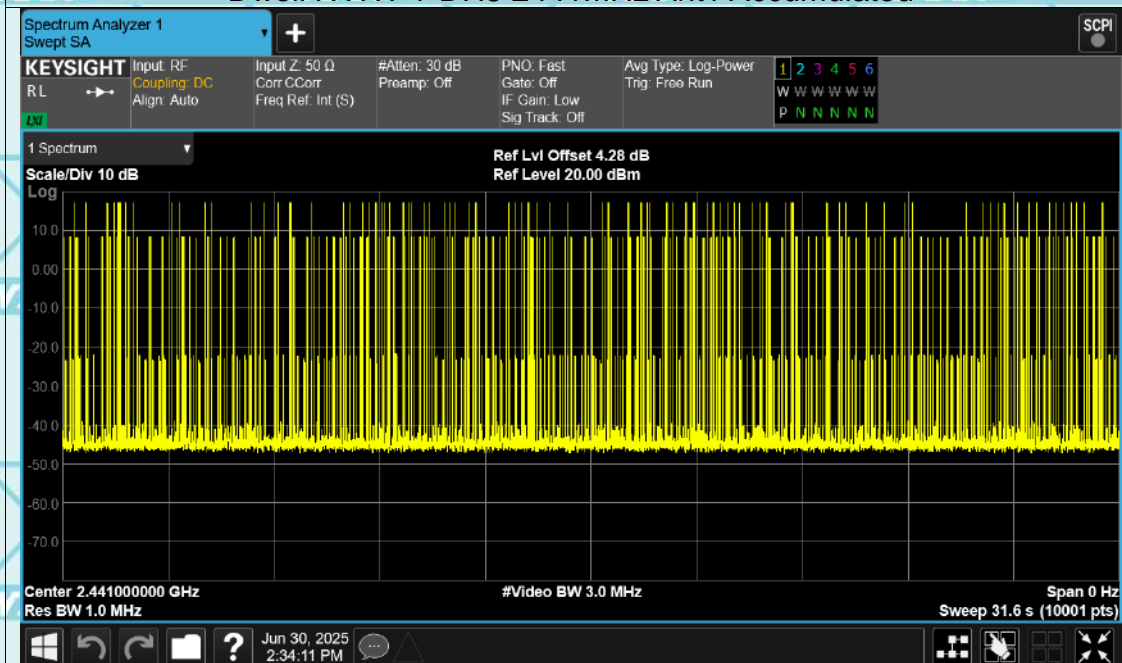 Spectrum Analyzer 1
Swept SA
+
SCPI
KEYSIGHT
RL
LXI
Input: RF
Coupling: DC
Align: Auto
Input Z: 50 Ω
Corr CCorr
Freq Ref: Int (S)
#Atten: 30 dB
Preamp: Off
PNO: Fast
Gate: Off
IF Gain: Low
Sig Track: Off
Avg Type: Log-Power
Trig: Free Run
1 2 3 4 5 6
W W W W W W
P N N N N N
1 Spectrum
Scale/Div 10 dB
Ref Lvl Offset 4.28 dB
Ref Level 20.00 dBm
Log
10.0
0.00
-10.0
-20.0
-30.0
-40.0
-50.0
-60.0
-70.0
Center 2.441000000 GHz
#Video BW 3.0 MHz
Span 0 Hz
Res BW 1.0 MHz
Sweep 31.6 s (10001 pts)
?
Jun 30, 2025
2:34:11 PM